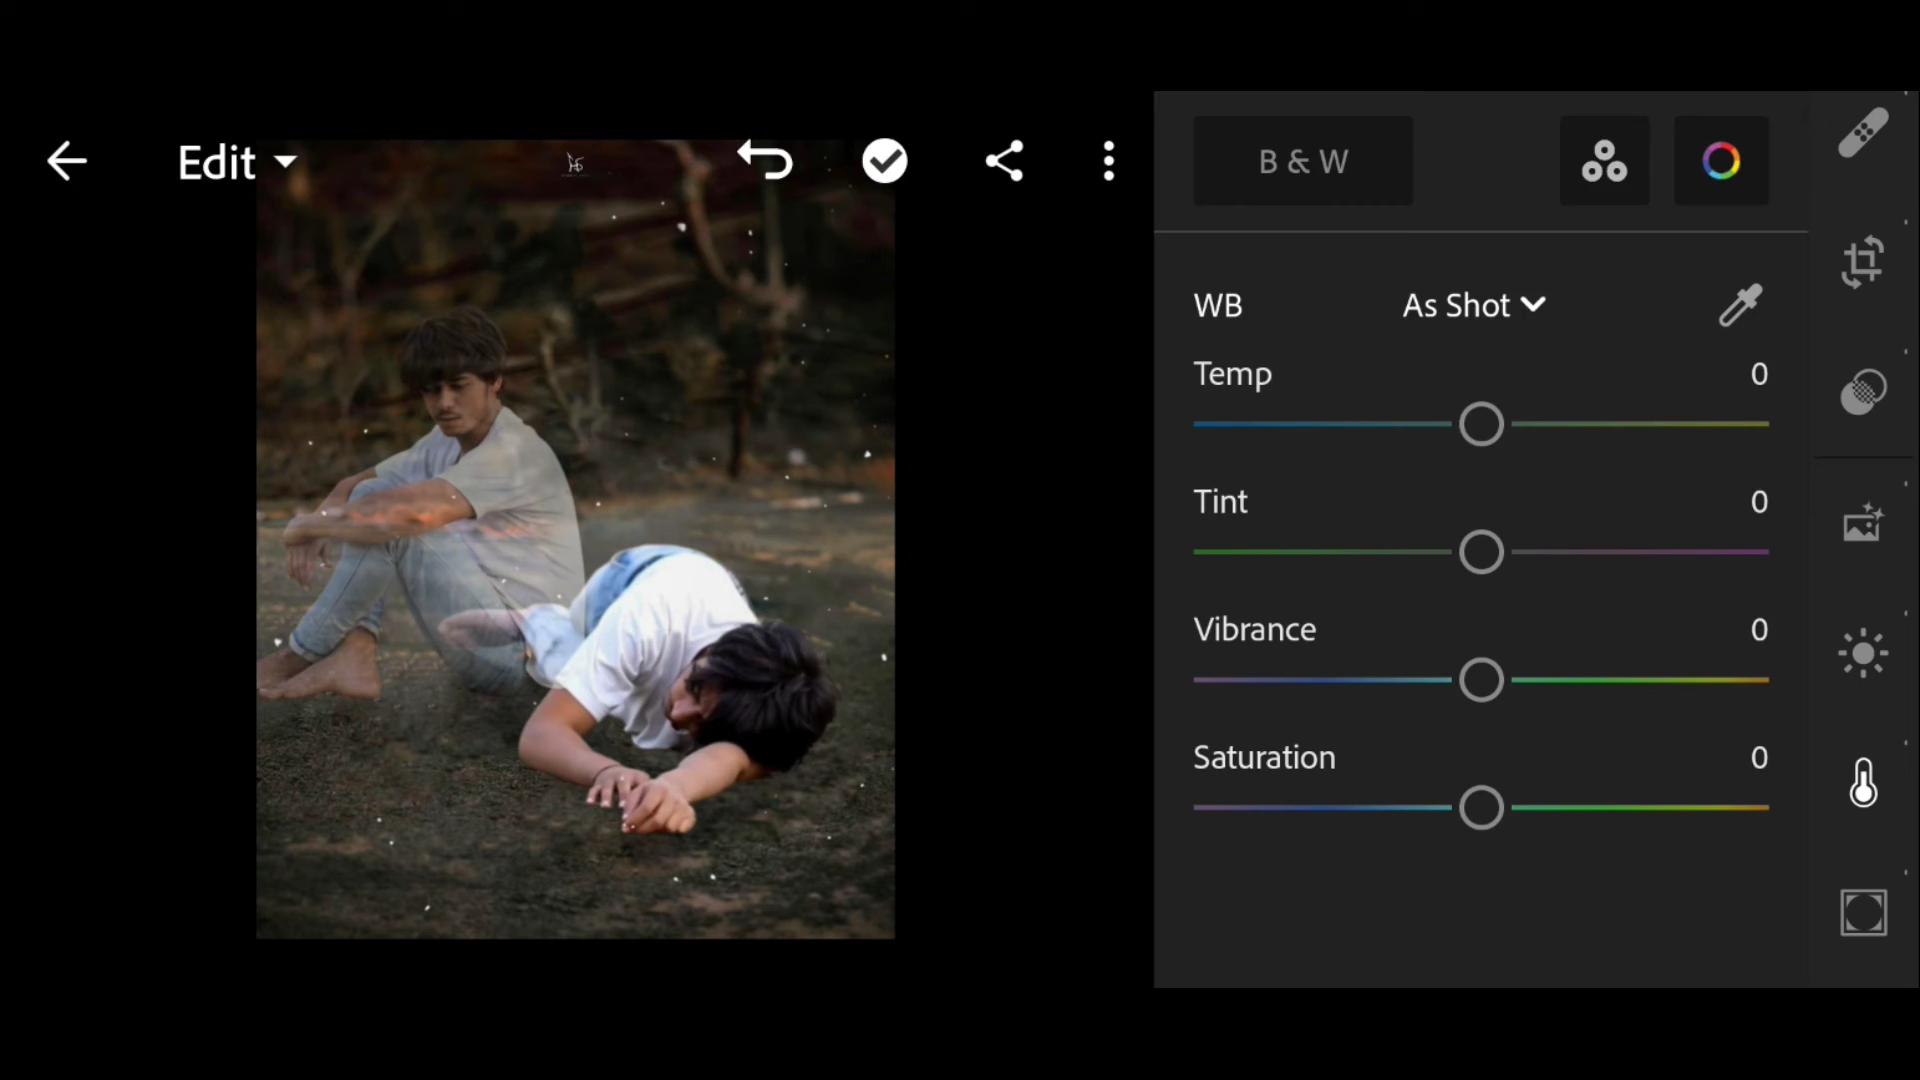 Edit
B & W
WB As Shot
Temp 0
Tint 0
Vibrance 0
Saturation 0